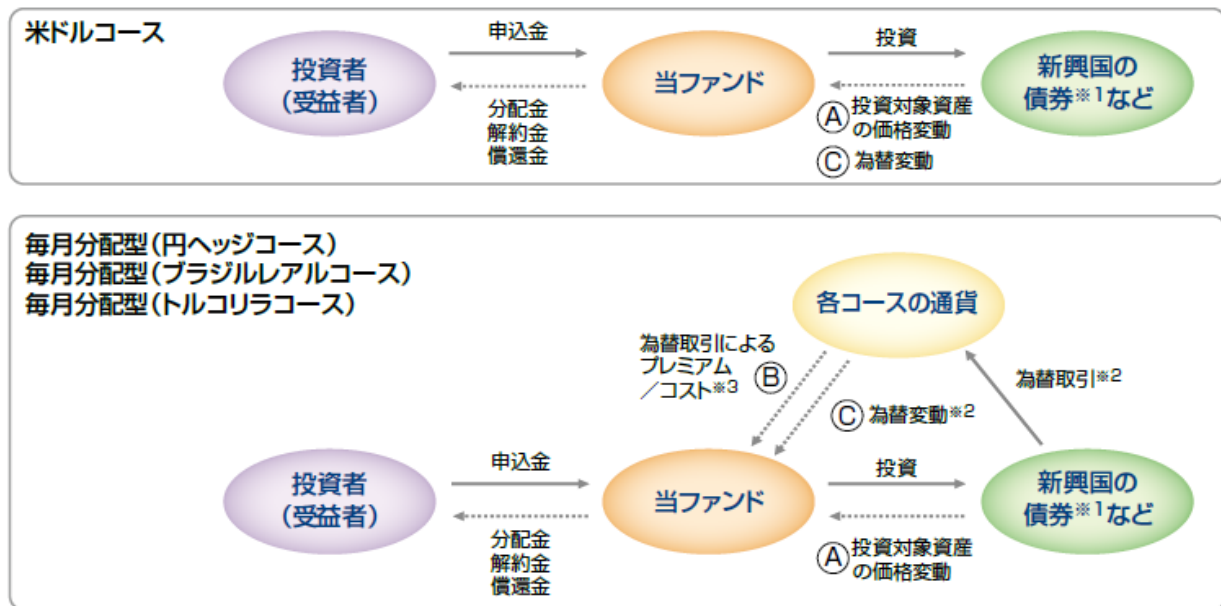 米ドルコース
投資者
(受益者)
申込金
分配金
解約金
償還金
当ファンド
投資
Ⓐ 投資対象資産
の価格変動
Ⓒ 為替変動
新興国の
債券※1など
毎月分配型(円ヘッジコース)
毎月分配型(ブラジルレアルコース)
毎月分配型(トルコリラコース)
各コースの通貨
為替取引による
プレミアム
/コスト※3 Ⓑ
Ⓒ 為替変動※2
為替取引※2
投資者
(受益者)
申込金
分配金
解約金
償還金
当ファンド
投資
Ⓐ 投資対象資産
の価格変動
新興国の
債券※1など